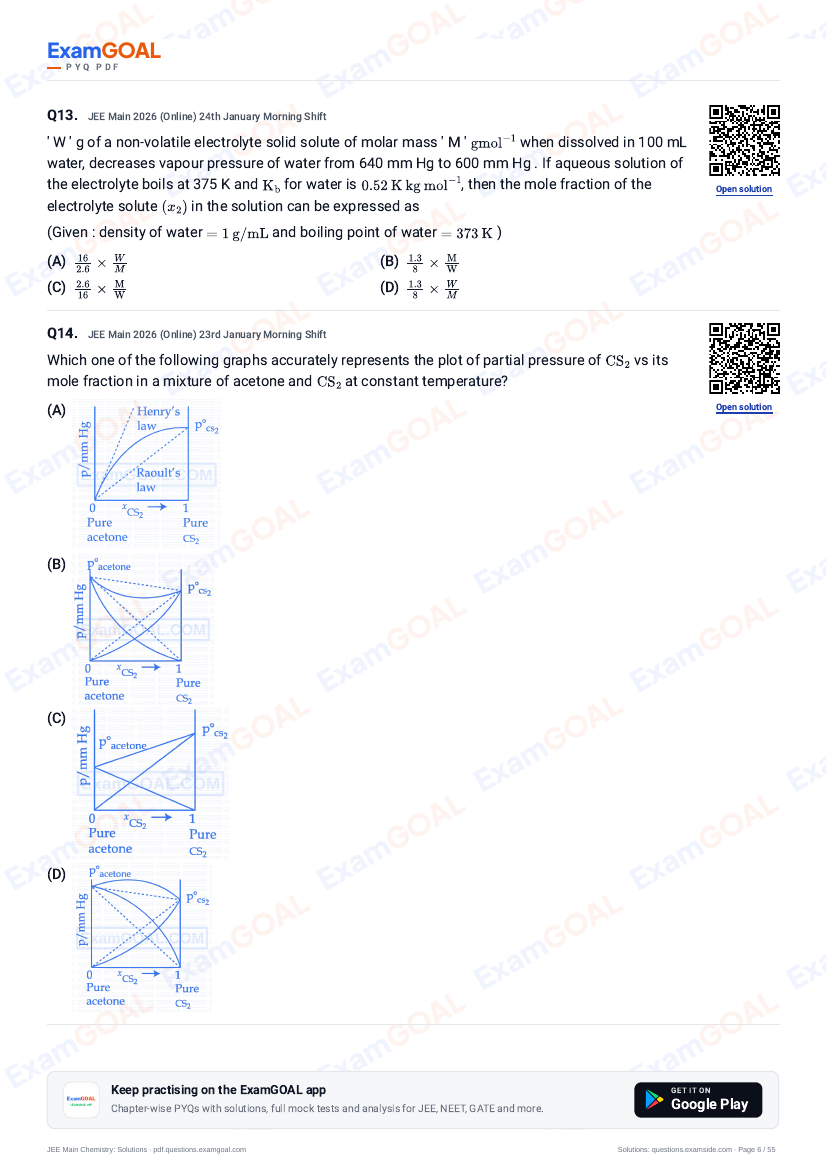 ExamGOAL
PYQ PDF
Q13. JEE Main 2026 (Online) 24th January Morning Shift
' W ' g of a non-volatile electrolyte solid solute of molar mass ' M ' gmol⁻¹ when dissolved in 100 mL
water, decreases vapour pressure of water from 640 mm Hg to 600 mm Hg . If aqueous solution of
the electrolyte boils at 375 K and K_b for water is 0.52 K kg mol⁻¹, then the mole fraction of the
electrolyte solute (x₂) in the solution can be expressed as
(Given : density of water = 1 g/mL and boiling point of water = 373 K )
(A) 16/2.6 × W/M (B) 1.3/8 × M/W
(C) 2.6/16 × M/W (D) 1.3/8 × W/M
Open solution
Q14. JEE Main 2026 (Online) 23rd January Morning Shift
Which one of the following graphs accurately represents the plot of partial pressure of CS₂ vs its
mole fraction in a mixture of acetone and CS₂ at constant temperature?
Open solution
(A)
Henry's
law
p°cs₂
p/mm Hg
Raoult's
law
0 xCS₂ → 1
Pure Pure
acetone CS₂
(B)
p°acetone
p°cs₂
p/mm Hg
0 xCS₂ → 1
Pure Pure
acetone CS₂
(C)
p°cs₂
p°acetone
p/mm Hg
0 xCS₂ → 1
Pure Pure
acetone CS₂
(D)
p°acetone
p°cs₂
p/mm Hg
0 xCS₂ → 1
Pure Pure
acetone CS₂
ExamGOAL
Keep practising on the ExamGOAL app
Chapter-wise PYQs with solutions, full mock tests and analysis for JEE, NEET, GATE and more.
GET IT ON
Google Play
JEE Main Chemistry: Solutions · pdf.questions.examgoal.com Solutions: questions.examside.com · Page 6 / 55